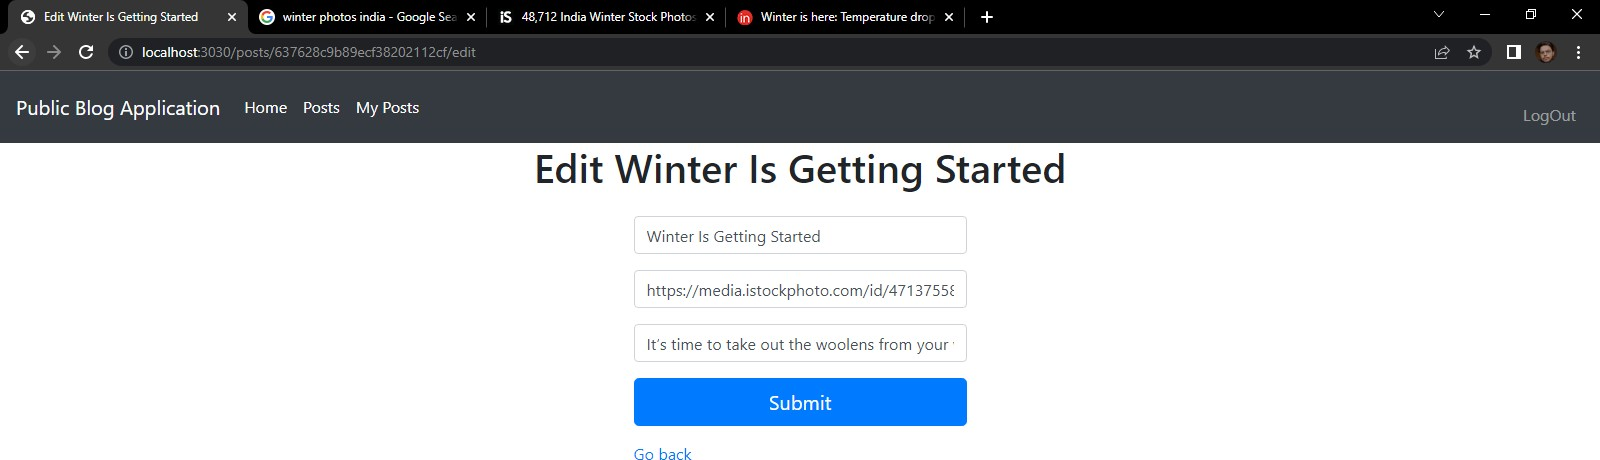 Edit Winter Is Getting Started
winter photos india - Google Sea
iS 48,712 India Winter Stock Photos
in Winter is here: Temperature drop
localhost:3030/posts/637628c9b89ecf38202112cf/edit
Public Blog Application Home Posts My Posts LogOut
Edit Winter Is Getting Started
Winter Is Getting Started
https://media.istockphoto.com/id/47137558
It's time to take out the woolens from your
Submit
Go back